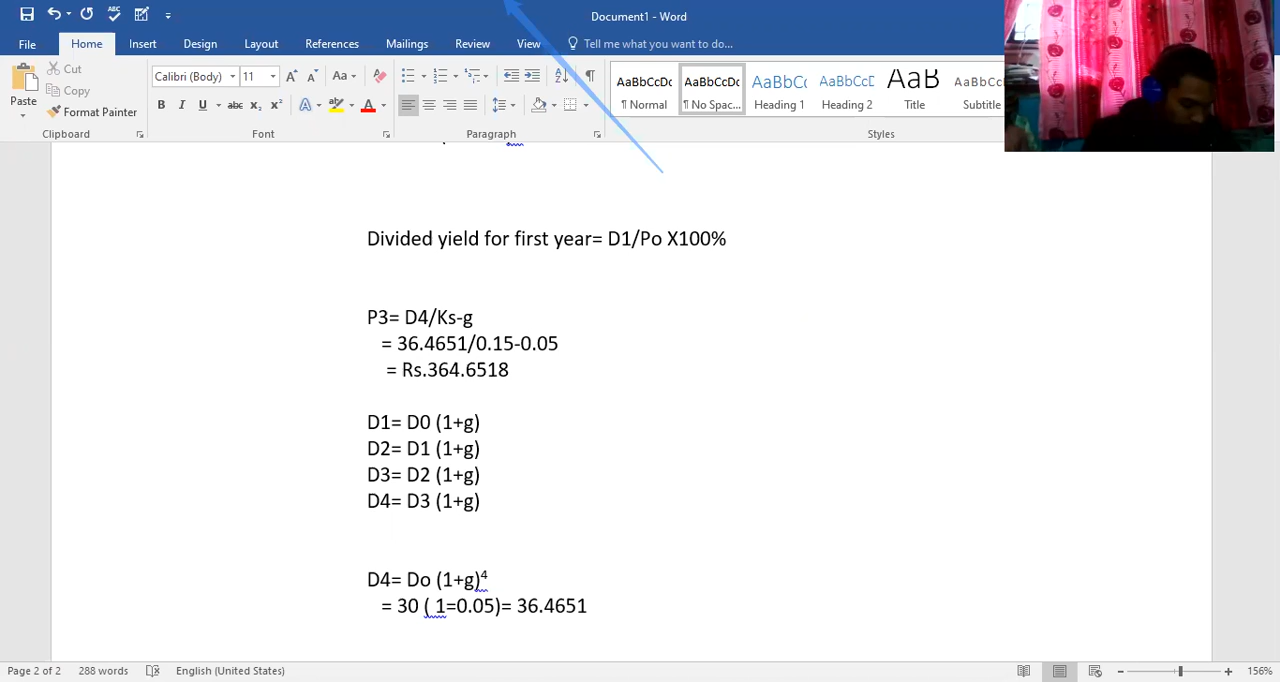 Document1 - Word
File Home Insert Design Layout References Mailings Review View Tell me what you want to do...
Paste
Cut
Copy
Format Painter
Calibri (Body) 11 A A Aa
B I U abc x₂ x² A A
AaBbCcDc AaBbCcDc AaBbCc AaBbCcE AaB AaBbCcD
¶ Normal ¶ No Spac... Heading 1 Heading 2 Title Subtitle
Clipboard Font Paragraph Styles
Divided yield for first year= D1/Po X100%
P3= D4/Ks-g
= 36.4651/0.15-0.05
= Rs.364.6518
D1= D0 (1+g)
D2= D1 (1+g)
D3= D2 (1+g)
D4= D3 (1+g)
D4= Do (1+g)⁴
= 30 ( 1=0.05)= 36.4651
Page 2 of 2 288 words English (United States) 156%